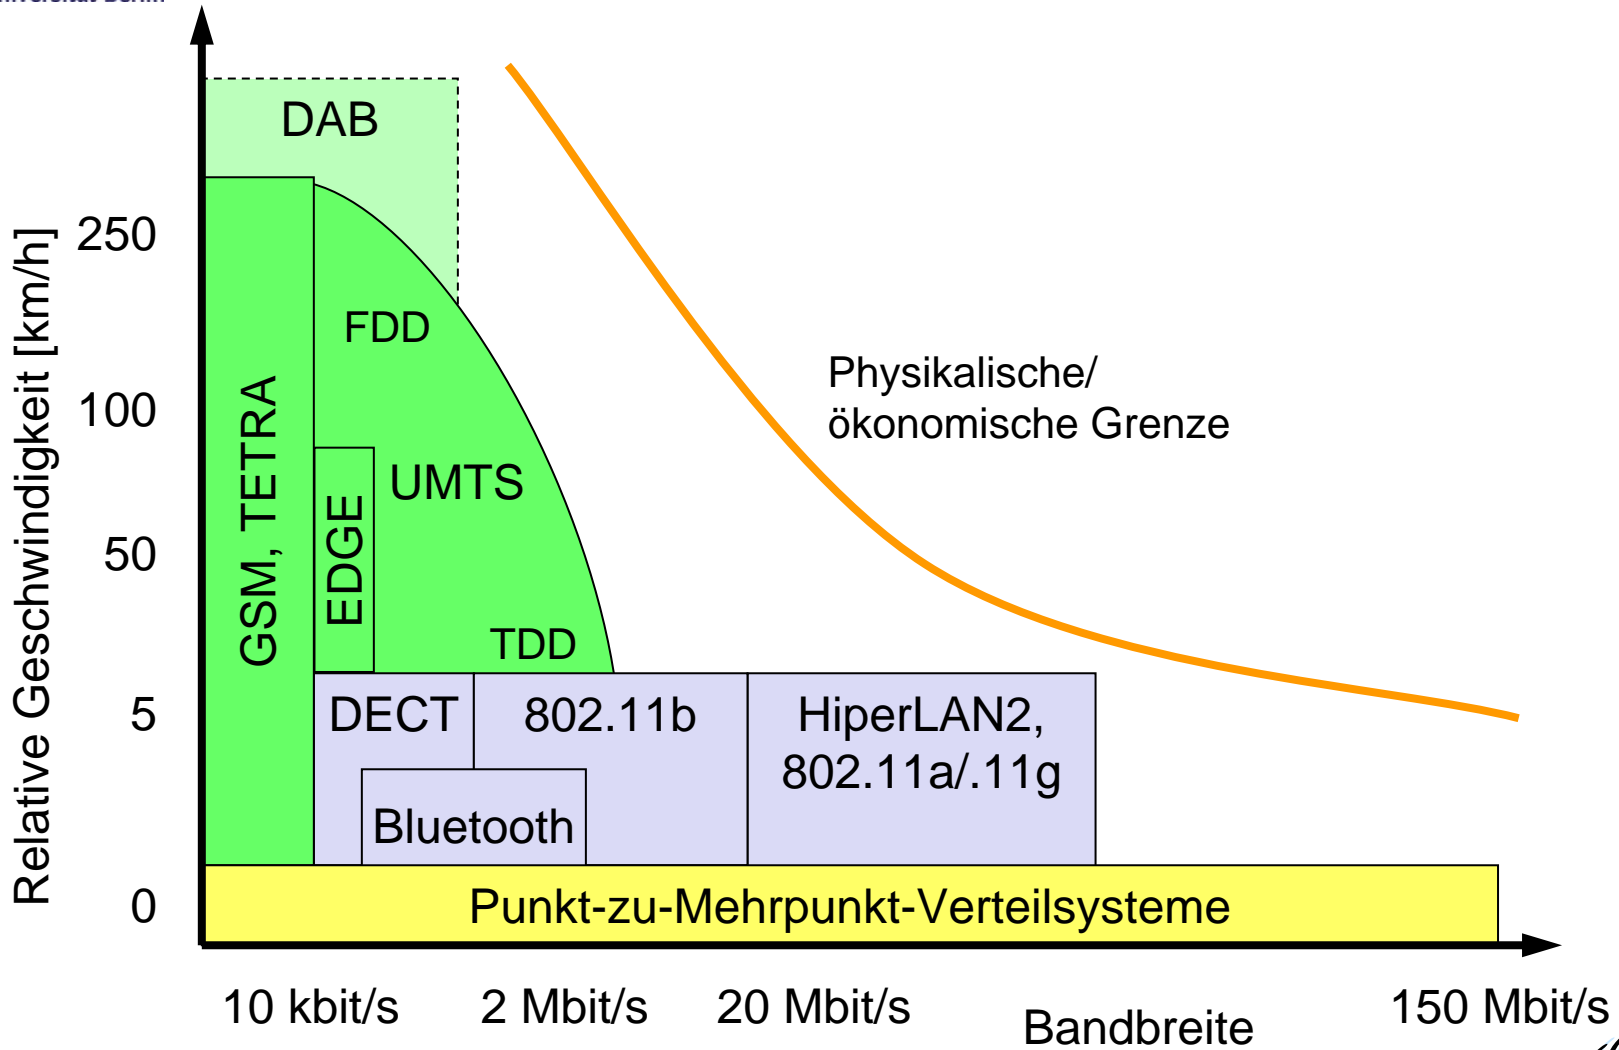 DAB
250
FDD
Physikalische/
ökonomische Grenze
100
UMTS
GSM, TETRA
EDGE
50
TDD
Relative Geschwindigkeit [km/h]
5
DECT
802.11b
HiperLAN2,
802.11a/.11g
Bluetooth
0
Punkt-zu-Mehrpunkt-Verteilsysteme
10 kbit/s
2 Mbit/s
20 Mbit/s
Bandbreite
150 Mbit/s